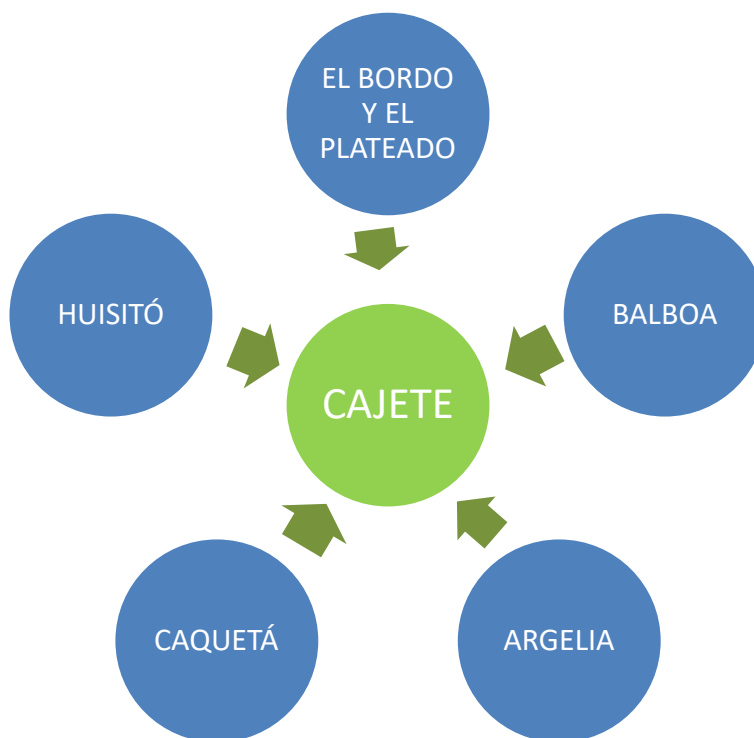 EL BORDO
Y EL
PLATEADO
HUISITÓ
BALBOA
CAJETE
CAQUETÁ
ARGELIA